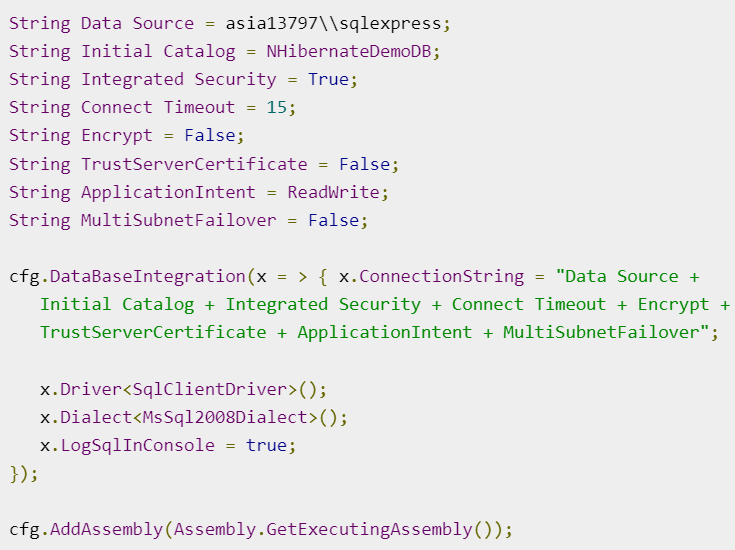 String Data Source = asia13797\\sqlexpress;
String Initial Catalog = NHibernateDemoDB;
String Integrated Security = True;
String Connect Timeout = 15;
String Encrypt = False;
String TrustServerCertificate = False;
String ApplicationIntent = ReadWrite;
String MultiSubnetFailover = False;
cfg.DataBaseIntegration(x = > { x.ConnectionString = "Data Source +
Initial Catalog + Integrated Security + Connect Timeout + Encrypt +
TrustServerCertificate + ApplicationIntent + MultiSubnetFailover";
x.Driver<SqlClientDriver>();
x.Dialect<MsSql2008Dialect>();
x.LogSqlInConsole = true;
});
cfg.AddAssembly(Assembly.GetExecutingAssembly());